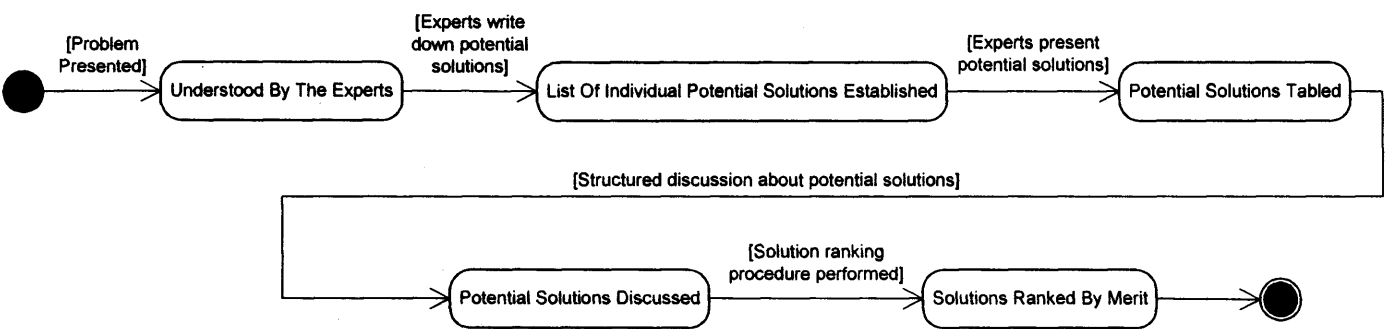 [Problem
Presented]
Understood By The Experts
[Experts write
down potential
solutions]
List Of Individual Potential Solutions Established
[Experts present
potential solutions]
Potential Solutions Tabled
[Structured discussion about potential solutions]
Potential Solutions Discussed
[Solution ranking
procedure performed]
Solutions Ranked By Merit